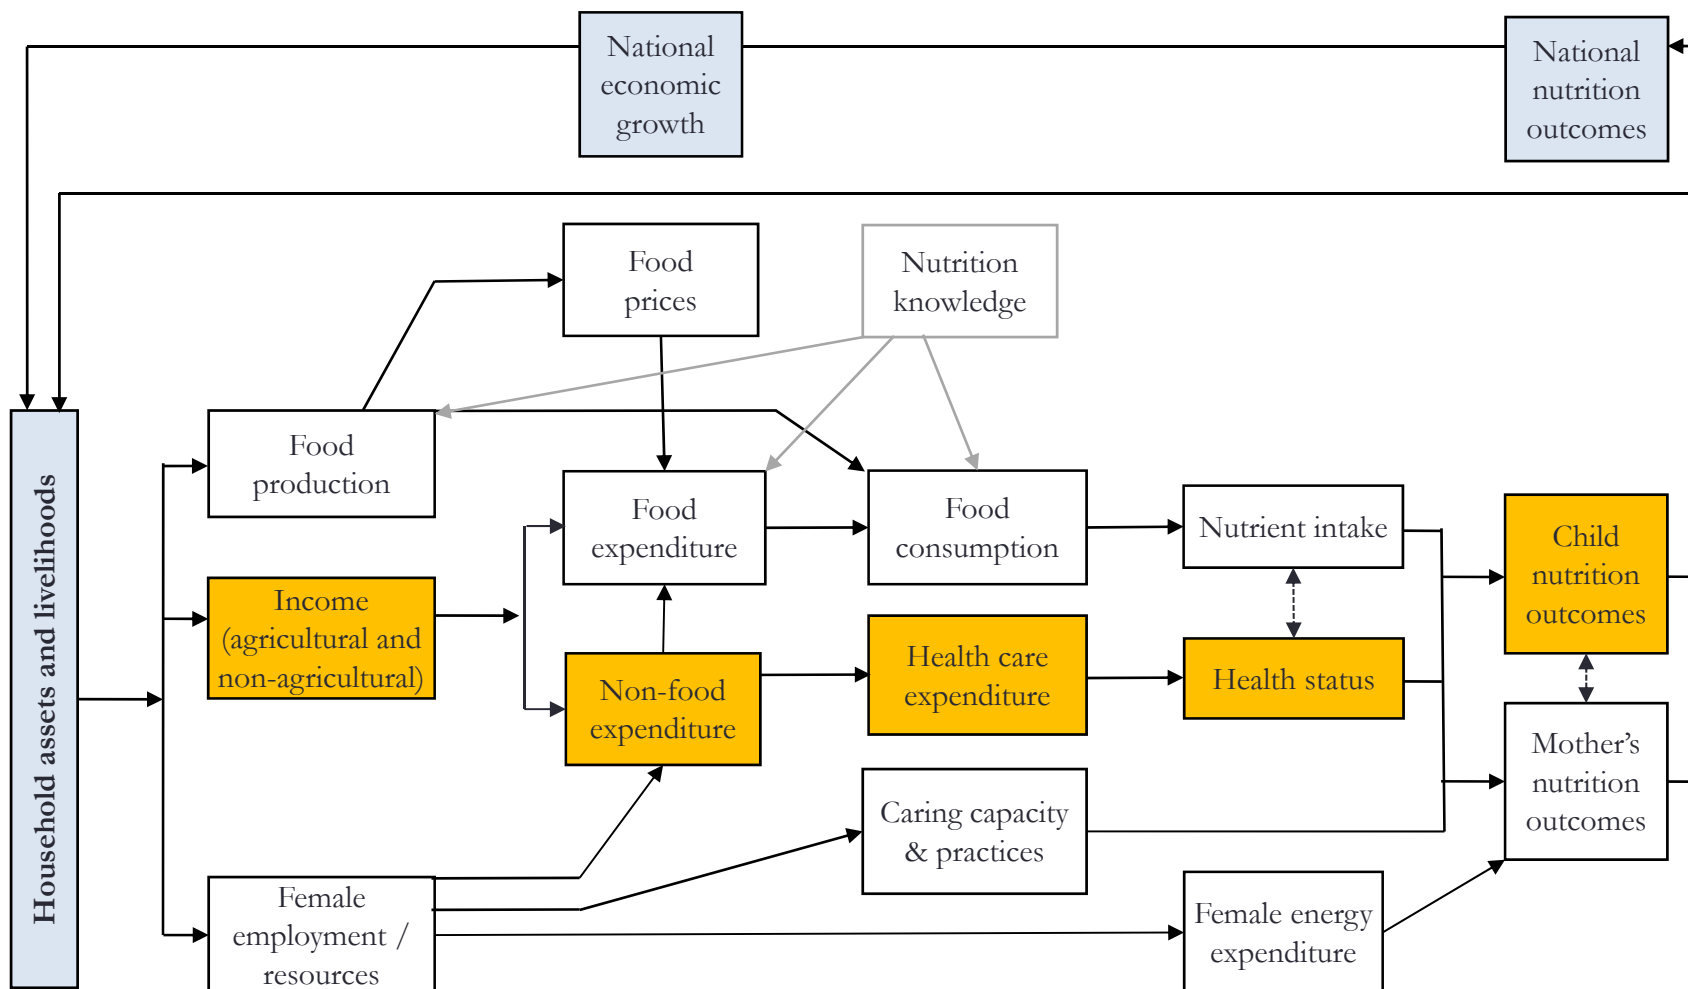 National
economic
growth
National
nutrition
outcomes
Food
prices
Nutrition
knowledge
Household assets and livelihoods
Food
production
Food
expenditure
Food
consumption
Nutrient intake
Child
nutrition
outcomes
Income
(agricultural and
non-agricultural)
Non-food
expenditure
Health care
expenditure
Health status
Mother’s
nutrition
outcomes
Caring capacity
& practices
Female
employment /
resources
Female energy
expenditure